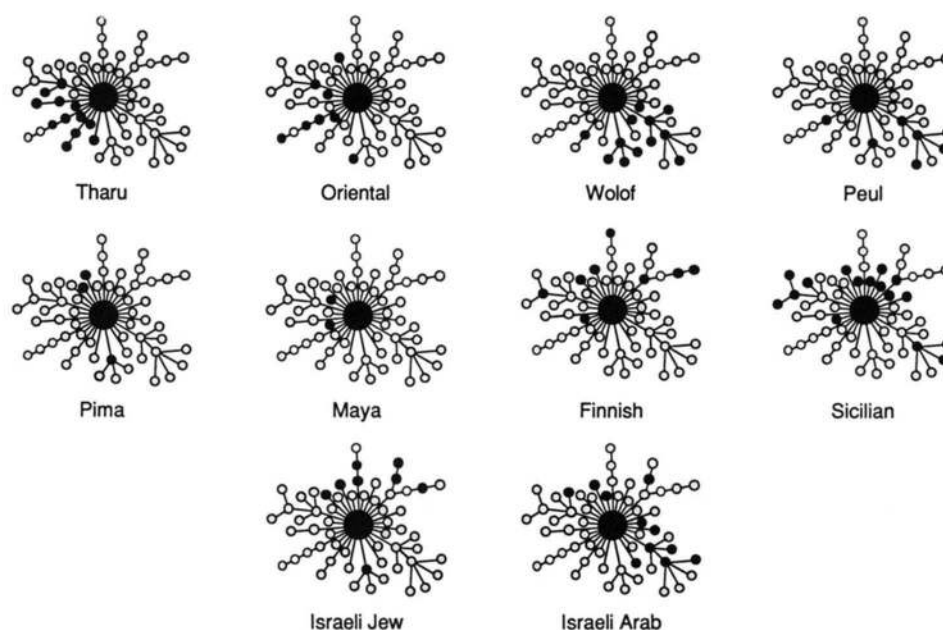 Tharu
Oriental
Wolof
Peul
Pima
Maya
Finnish
Sicilian
Israeli Jew
Israeli Arab